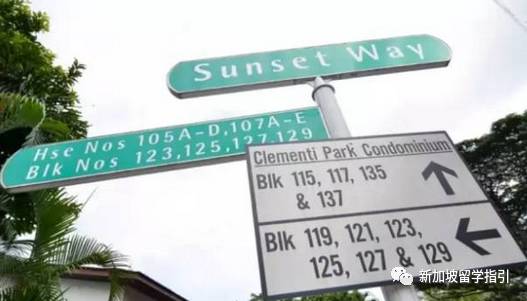 Sunset Way
Hse Nos 105A-D,107A-E
Blk Nos 123,125,127,129
Clementi Park Condominium
Blk 115, 117, 135
& 137
Blk 119, 121, 123,
125, 127 & 129
新加坡留学指引